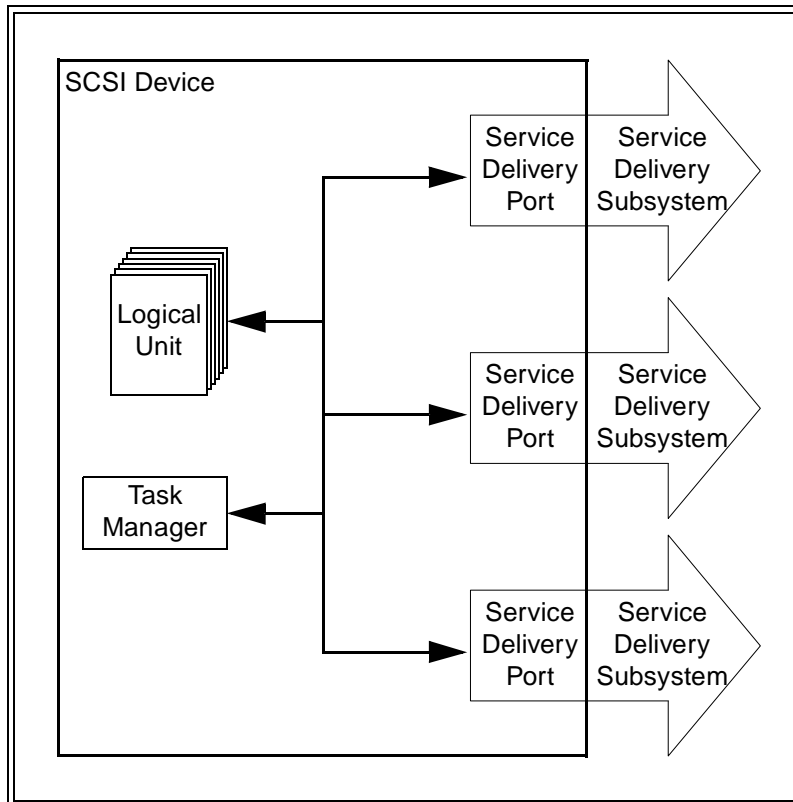 SCSI Device
Service
Delivery
Port
Service
Delivery
Subsystem
Logical
Unit
Service
Delivery
Port
Service
Delivery
Subsystem
Task
Manager
Service
Delivery
Port
Service
Delivery
Subsystem